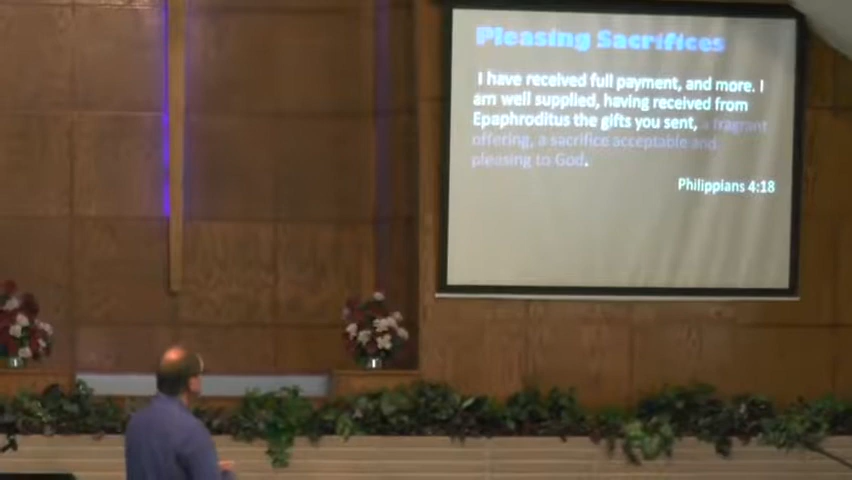 Pleasing Sacrifices
I have received full payment, and more. I
am well supplied, having received from
Epaphroditus the gifts you sent, a fragrant
offering, a sacrifice acceptable and
pleasing to God.
Philippians 4:18